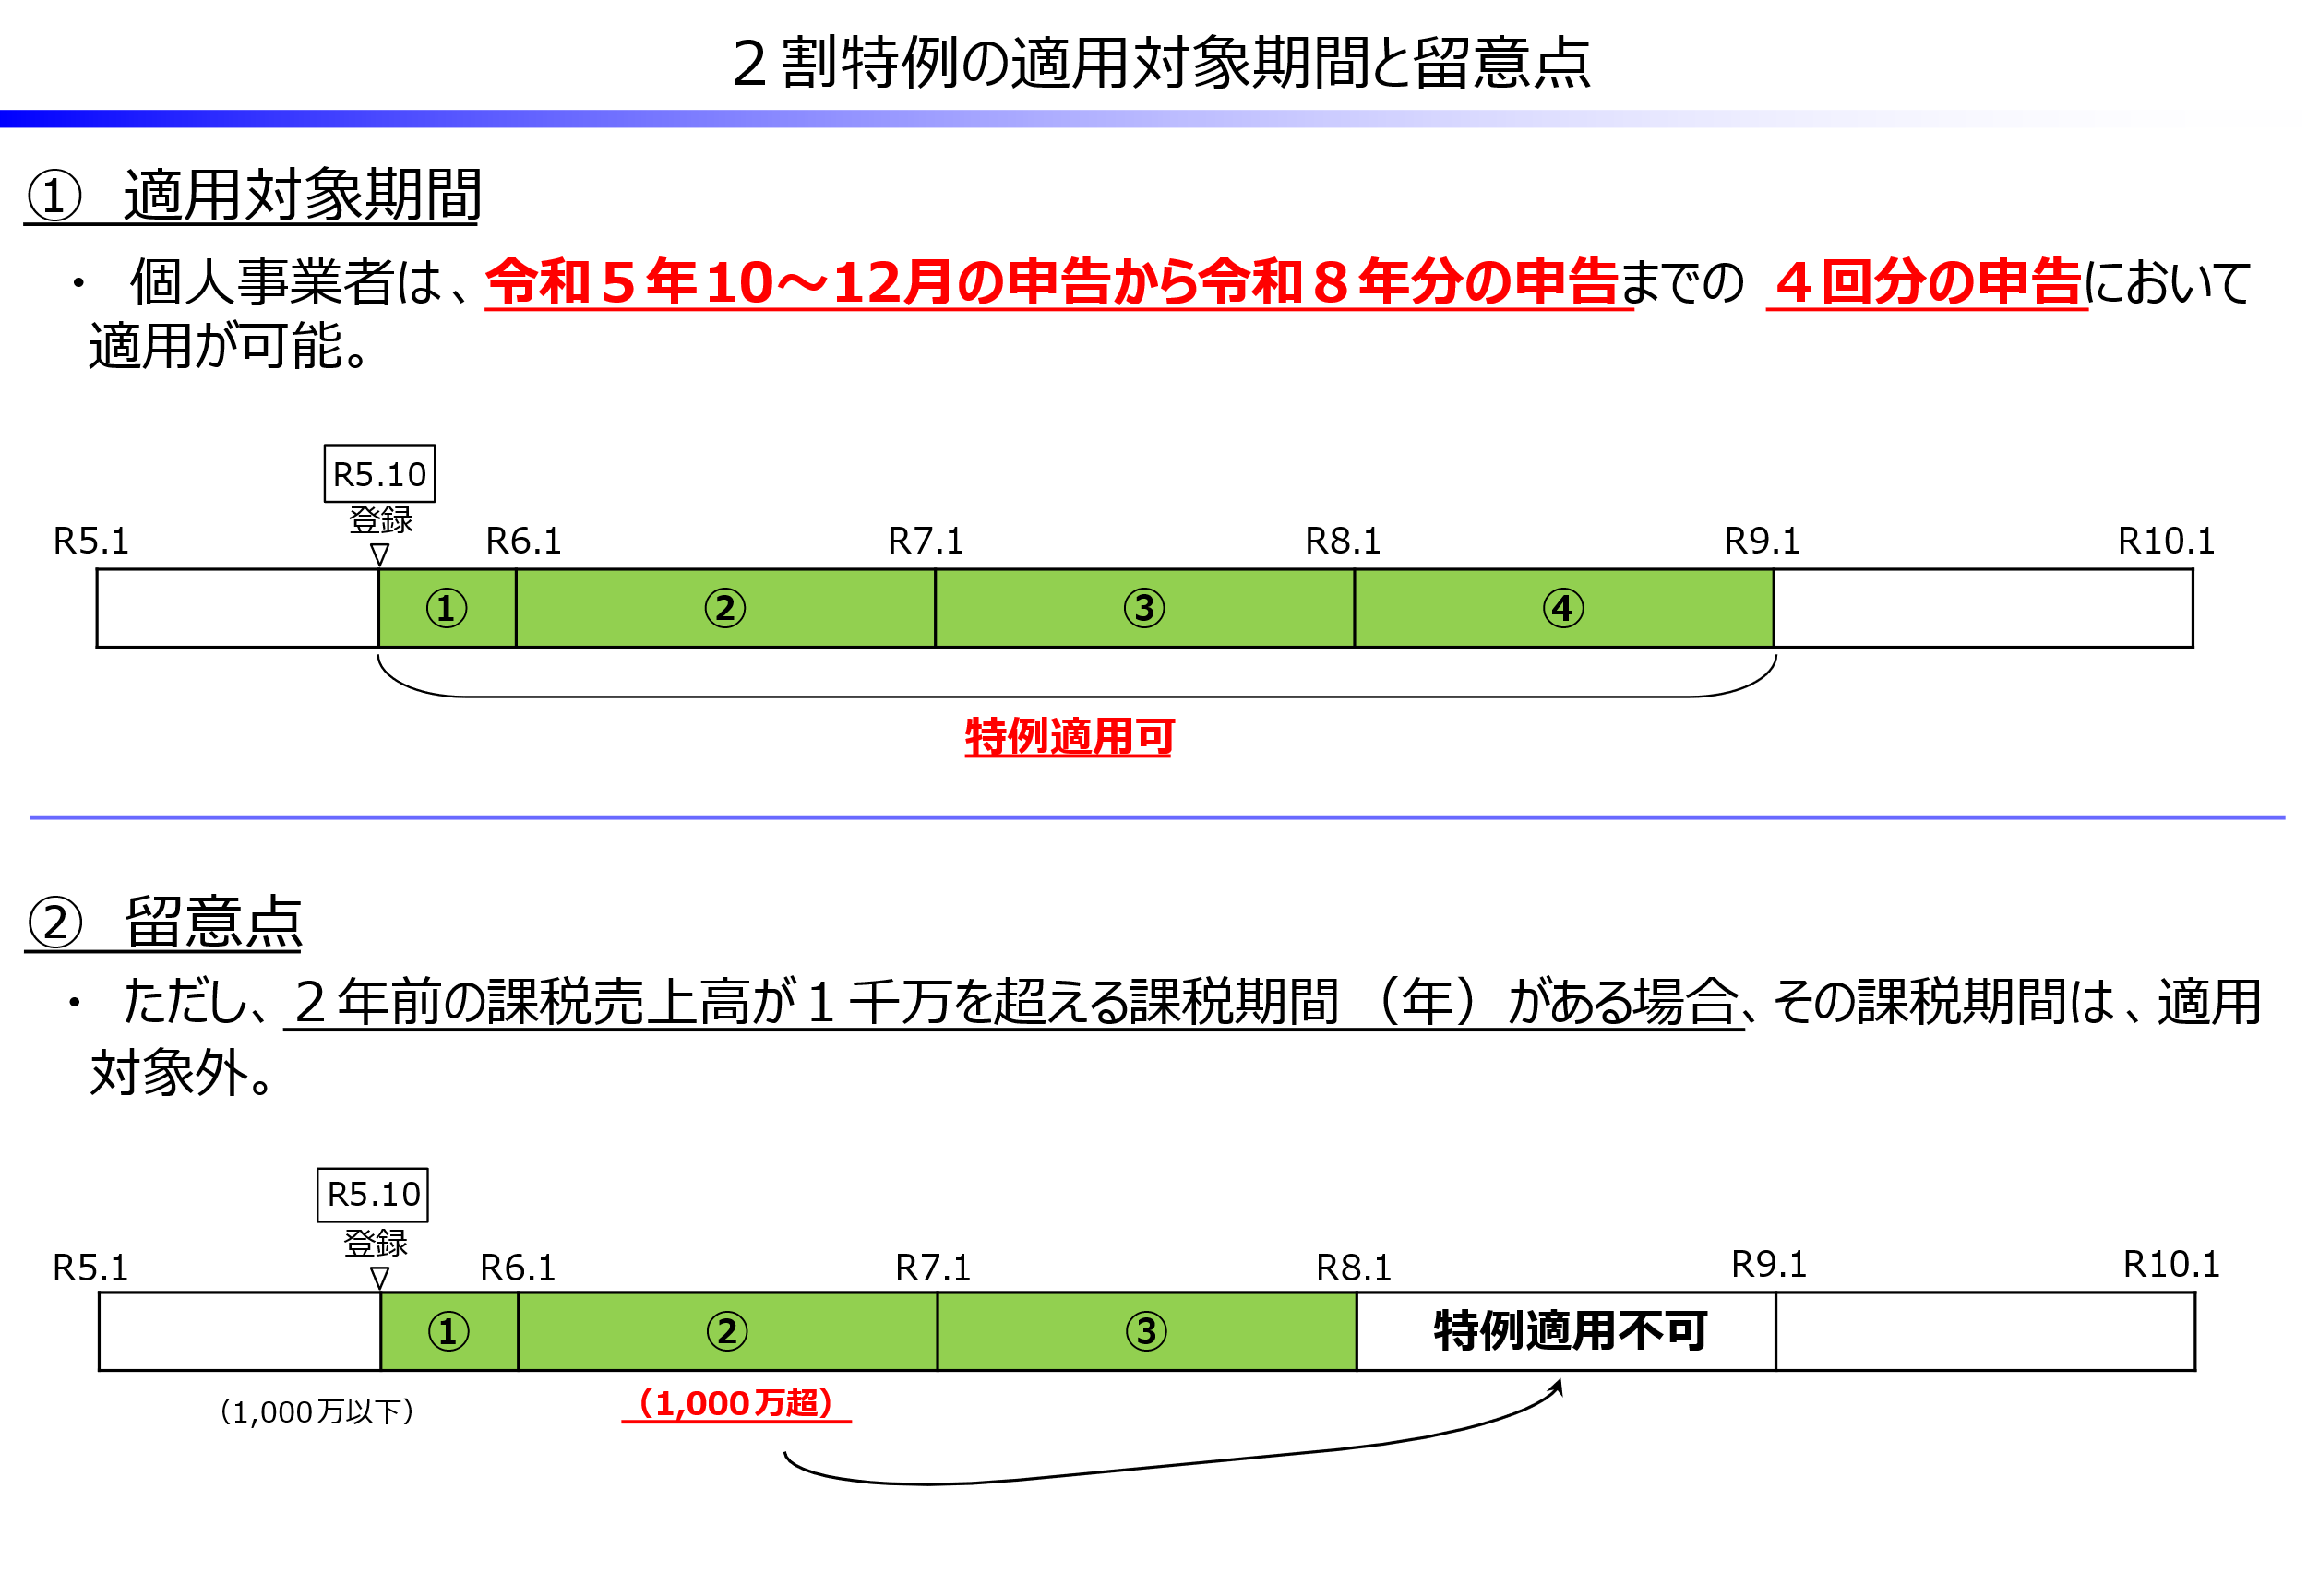 ２割特例の適用対象期間と留意点
①　適用対象期間
・ 個人事業者は、令和５年10～12月の申告から令和８年分の申告までの ４回分の申告において
適用が可能。
R5.10
登録
R5.1 R6.1 R7.1 R8.1 R9.1 R10.1
① ② ③ ④
特例適用可
②　留意点
・ ただし、２年前の課税売上高が１千万を超える課税期間（年）がある場合、その課税期間は、適用
対象外。
R5.10
登録
R5.1 R6.1 R7.1 R8.1 R9.1 R10.1
① ② ③ 特例適用不可
（1,000万以下） （1,000万超）